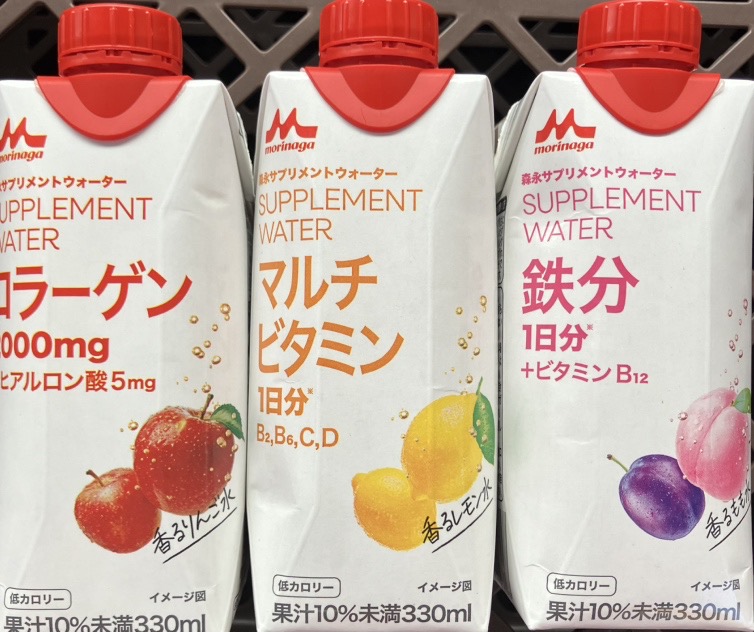 morinaga
サプリメントウォーター
SUPPLEMENT
WATER
コラーゲン
000mg
ヒアルロン酸5mg
香るりんご水
低カロリー
イメージ図
果汁10%未満330ml
morinaga
森永サプリメントウォーター
SUPPLEMENT
WATER
マルチ
ビタミン
1日分※
B2,B6,C,D
香るレモン水
低カロリー
イメージ図
果汁10%未満330ml
morinaga
森永サプリメントウォーター
SUPPLEMENT
WATER
鉄分
1日分※
+ビタミンB12
香るもも水
低カロリー
イメージ図
果汁10%未満330ml